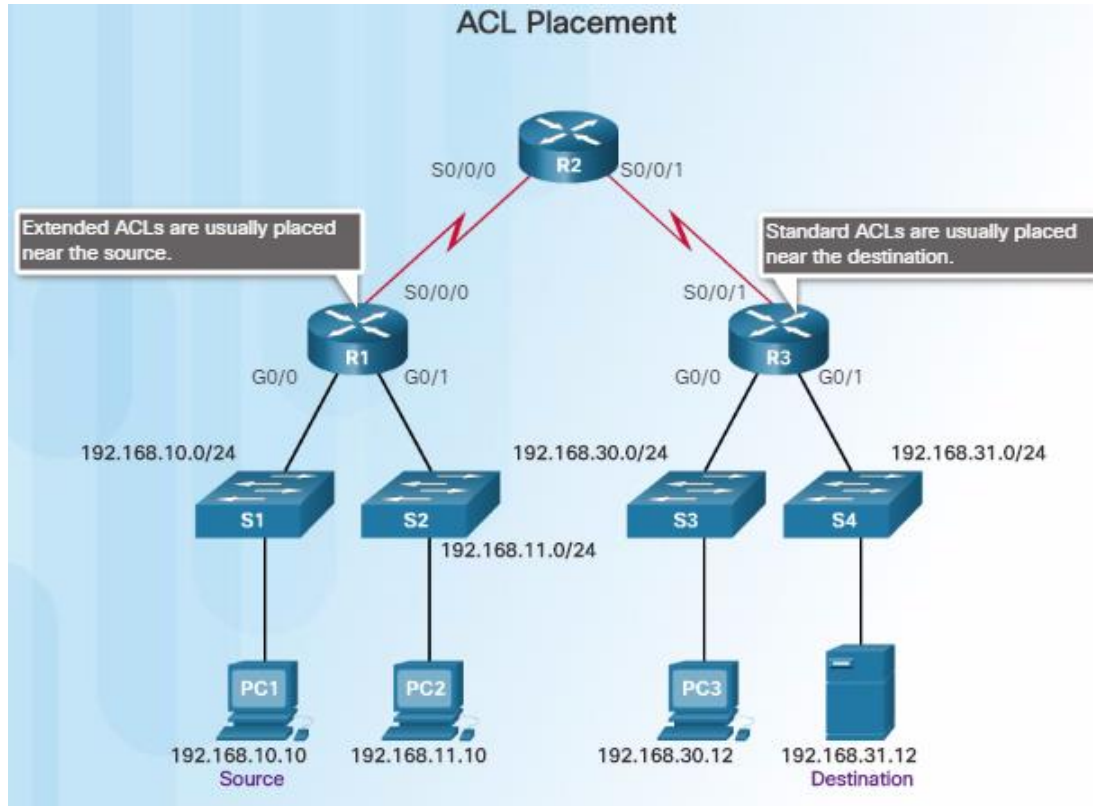 ACL Placement
R2
S0/0/0
S0/0/1
Extended ACLs are usually placed
near the source.
Standard ACLs are usually placed
near the destination.
S0/0/0
S0/0/1
R1
R3
G0/0
G0/1
G0/0
G0/1
192.168.10.0/24
192.168.30.0/24
192.168.31.0/24
S1
S2
S3
S4
192.168.11.0/24
PC1
PC2
PC3
192.168.10.10
192.168.11.10
192.168.30.12
192.168.31.12
Source
Destination